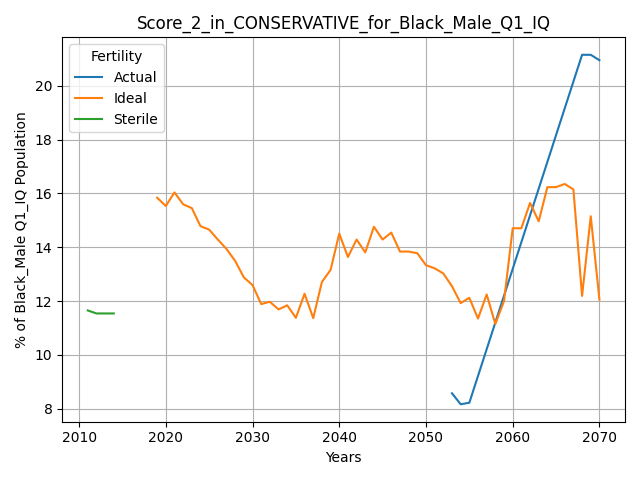 Score_2_in_CONSERVATIVE_for_Black_Male_Q1_IQ
Fertility
Actual
Ideal
Sterile
% of Black_Male Q1_IQ Population
20
18
16
14
12
10
8
2010 2020 2030 2040 2050 2060 2070
Years